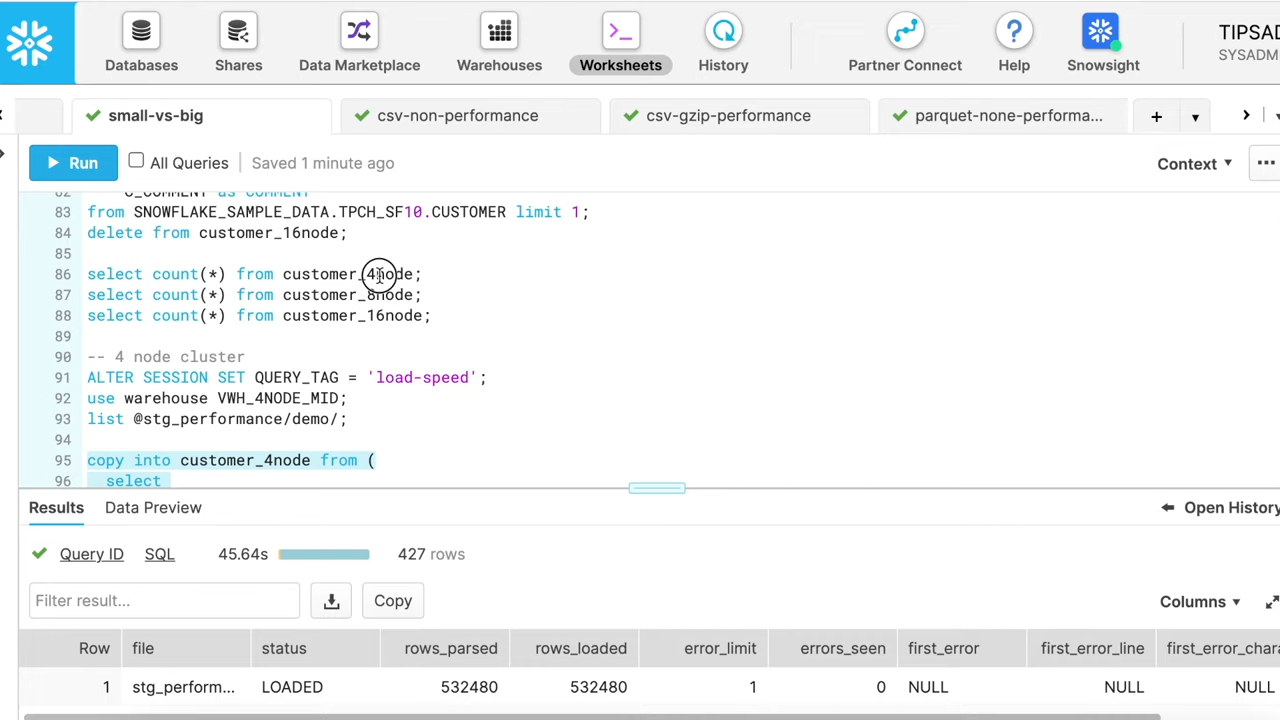 Databases Shares Data Marketplace Warehouses Worksheets History Partner Connect Help Snowsight
TIPSAD
SYSADM
small-vs-big csv-non-performance csv-gzip-performance parquet-none-performa... +
Run All Queries Saved 1 minute ago Context ...
82 C_COMMENT as COMMENT
83 from SNOWFLAKE_SAMPLE_DATA.TPCH_SF10.CUSTOMER limit 1;
84 delete from customer_16node;
85
86 select count(*) from customer_4node;
87 select count(*) from customer_8node;
88 select count(*) from customer_16node;
89
90 -- 4 node cluster
91 ALTER SESSION SET QUERY_TAG = 'load-speed';
92 use warehouse VWH_4NODE_MID;
93 list @stg_performance/demo/;
94
95 copy into customer_4node from (
96 select
Results Data Preview Open History
Query ID SQL 45.64s 427 rows
Filter result... Copy Columns
Row file status rows_parsed rows_loaded error_limit errors_seen first_error first_error_line first_error_chara
1 stg_perform... LOADED 532480 532480 1 0 NULL NULL NULL